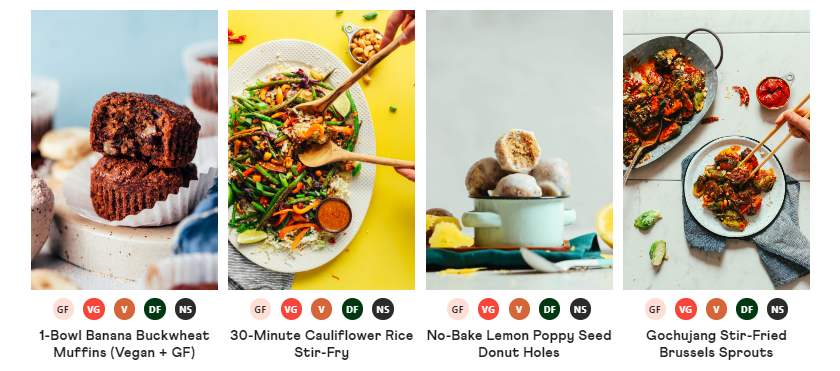 GF VG V DF NS
1-Bowl Banana Buckwheat
Muffins (Vegan + GF)
GF VG V DF NS
30-Minute Cauliflower Rice
Stir-Fry
GF VG V DF NS
No-Bake Lemon Poppy Seed
Donut Holes
GF VG V DF NS
Gochujang Stir-Fried
Brussels Sprouts